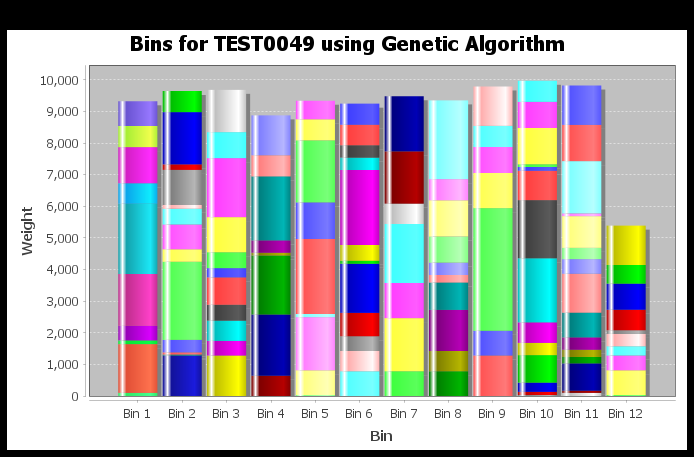 Bins for TEST0049 using Genetic Algorithm
10,000
9,000
8,000
7,000
6,000
5,000
4,000
3,000
2,000
1,000
0
Weight
Bin 1 Bin 2 Bin 3 Bin 4 Bin 5 Bin 6 Bin 7 Bin 8 Bin 9 Bin 10 Bin 11 Bin 12
Bin